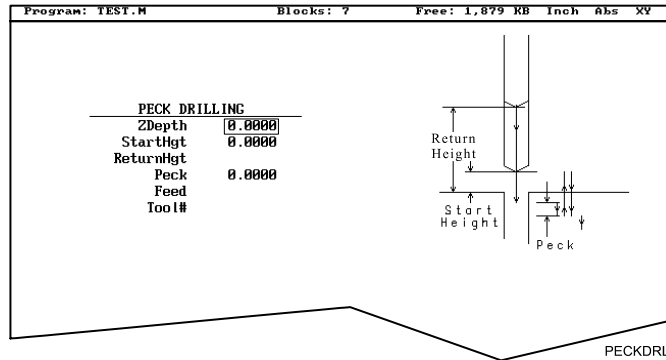 Program: TEST.M Blocks: 7 Free: 1,879 KB Inch Abs XY
PECK DRILLING
ZDepth 0.0000
StartHgt 0.0000
ReturnHgt
Peck 0.0000
Feed
Tool#
Return
Height
Start
Height
Peck
PECKDRL